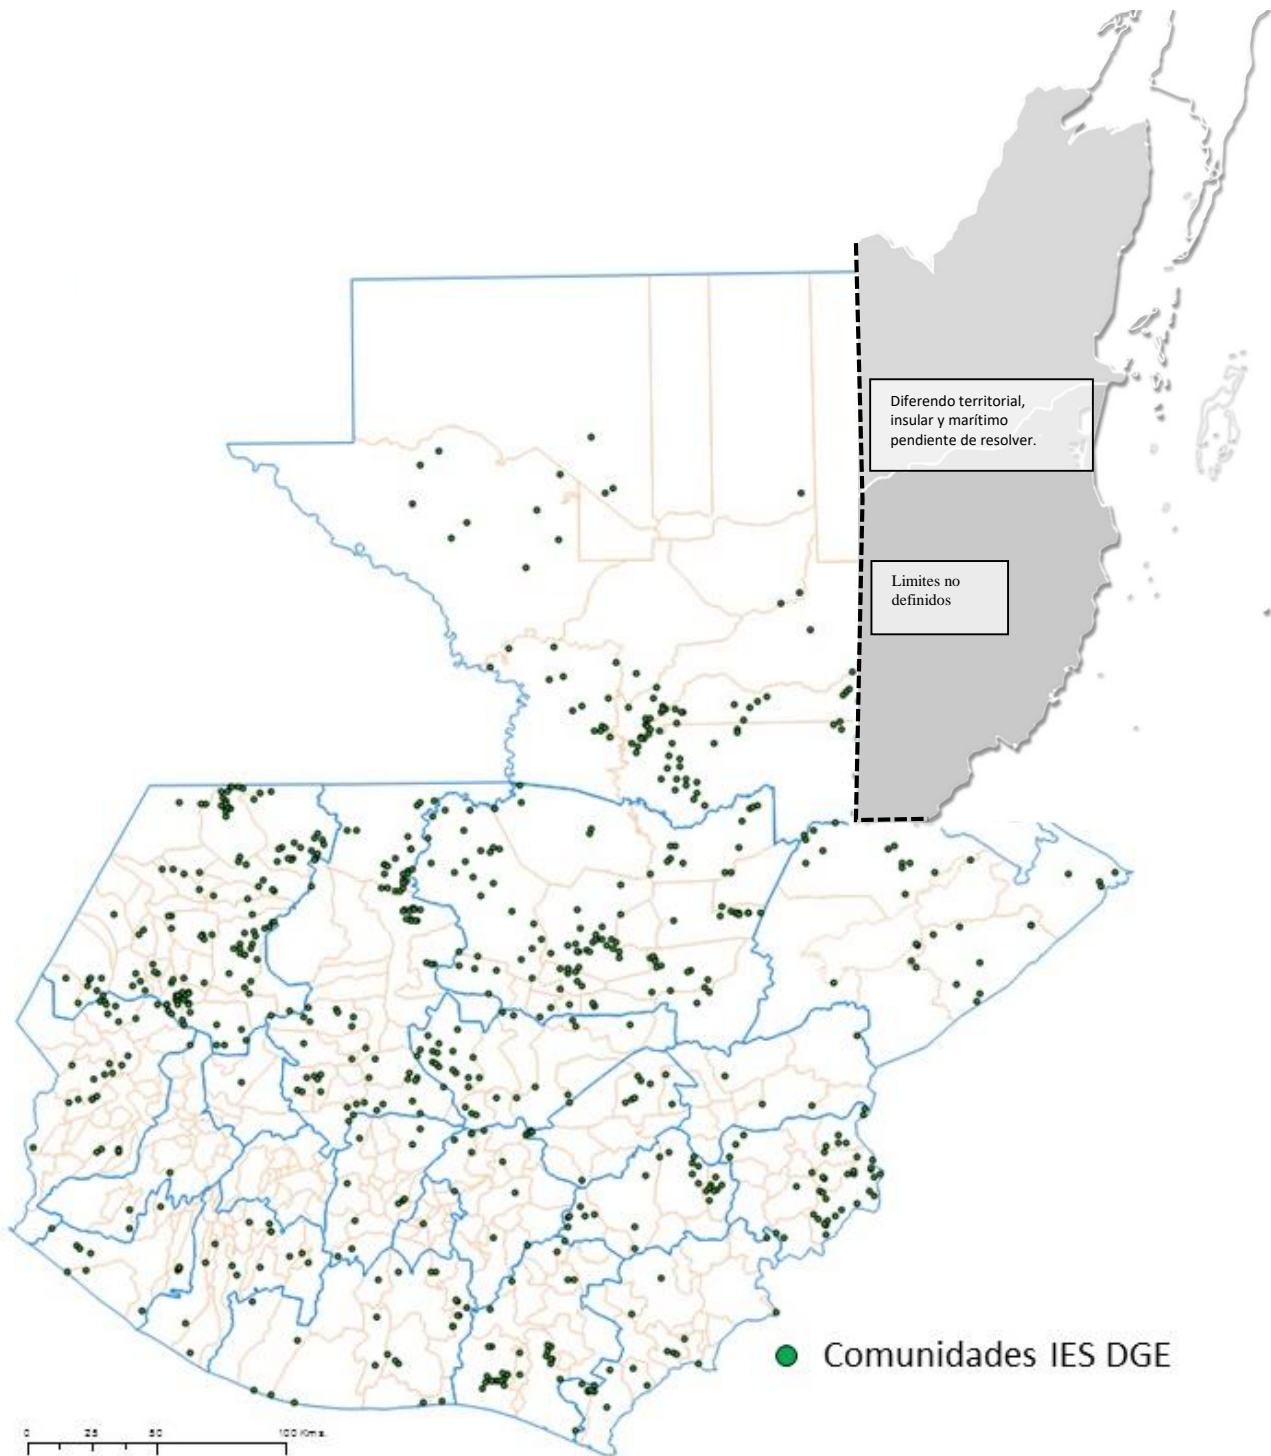 Diferendo territorial,
insular y marítimo
pendiente de resolver.
Limites no
definidos
Comunidades IES DGE
0 25 50 100 Kms.